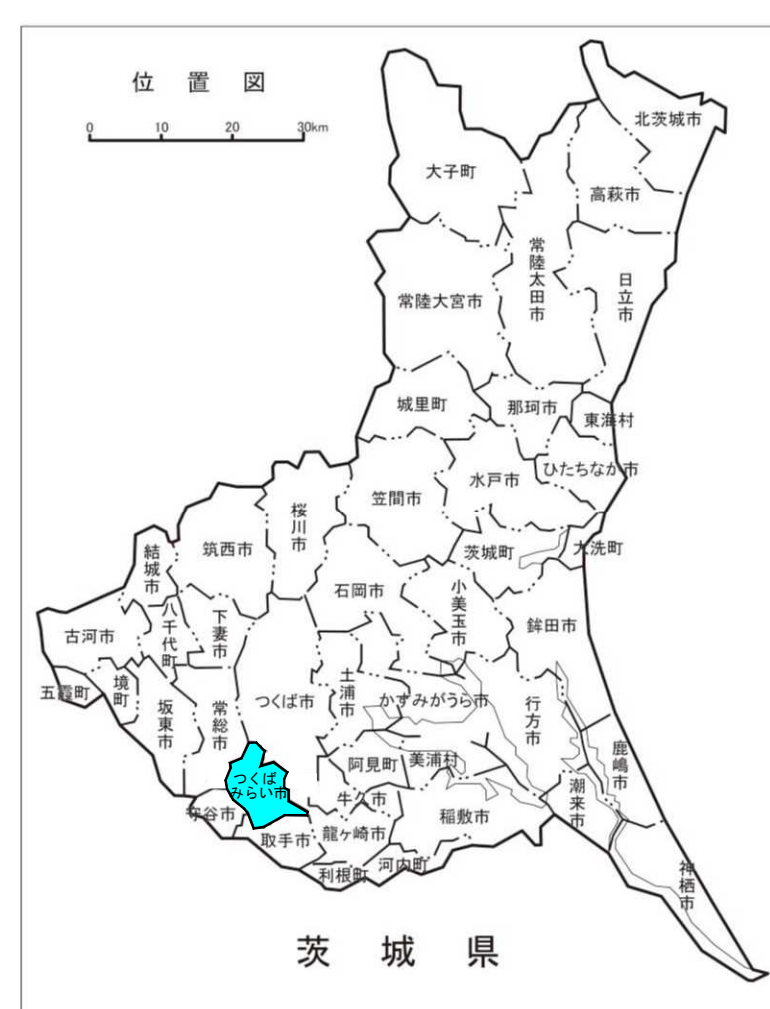 位 置 図
0 10 20 30km
北茨城市
大子町
高萩市
常陸太田市
日立市
常陸大宮市
城里町
那珂市
東海村
ひたちなか市
水戸市
笠間市
桜川市
筑西市
茨城町
大洗町
結城市
石岡市
小美玉市
八千代町
下妻市
鉾田市
古河市
五霞町
境町
坂東市
常総市
つくば市
土浦市
かすみがうら市
行方市
鹿嶋市
阿見町
美浦村
潮来市
つくば
みらい市
牛久市
守谷市
稲敷市
取手市
龍ヶ崎市
利根町
河内町
神栖市
茨 城 県